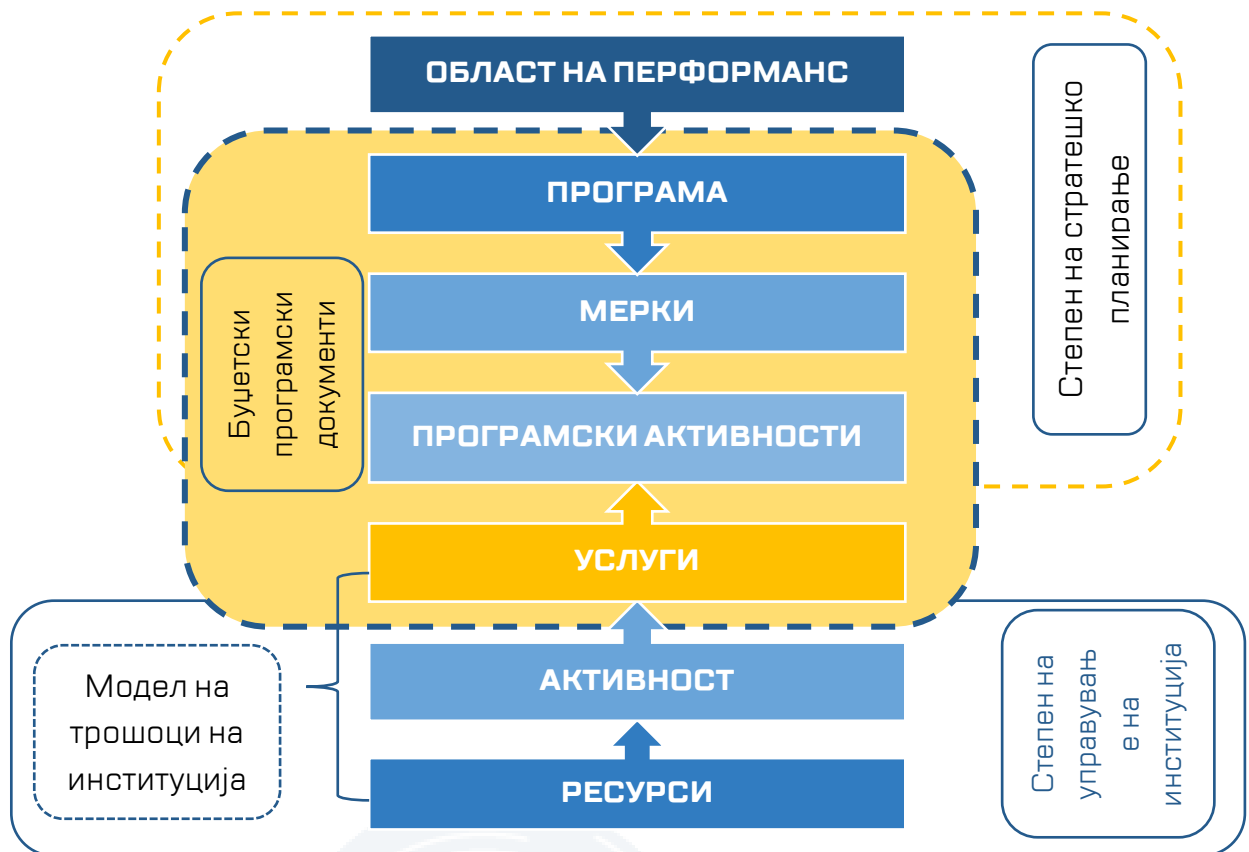 ОБЛАСТ НА ПЕРФОРМАНС
Степен на стратешко
планирање
ПРОГРАМА
МЕРКИ
Буџетски
програмски
документи
ПРОГРАМСКИ АКТИВНОСТИ
УСЛУГИ
АКТИВНОСТ
Модел на
трошоци на
институција
Степен на
управувањ
е на
институција
РЕСУРСИ